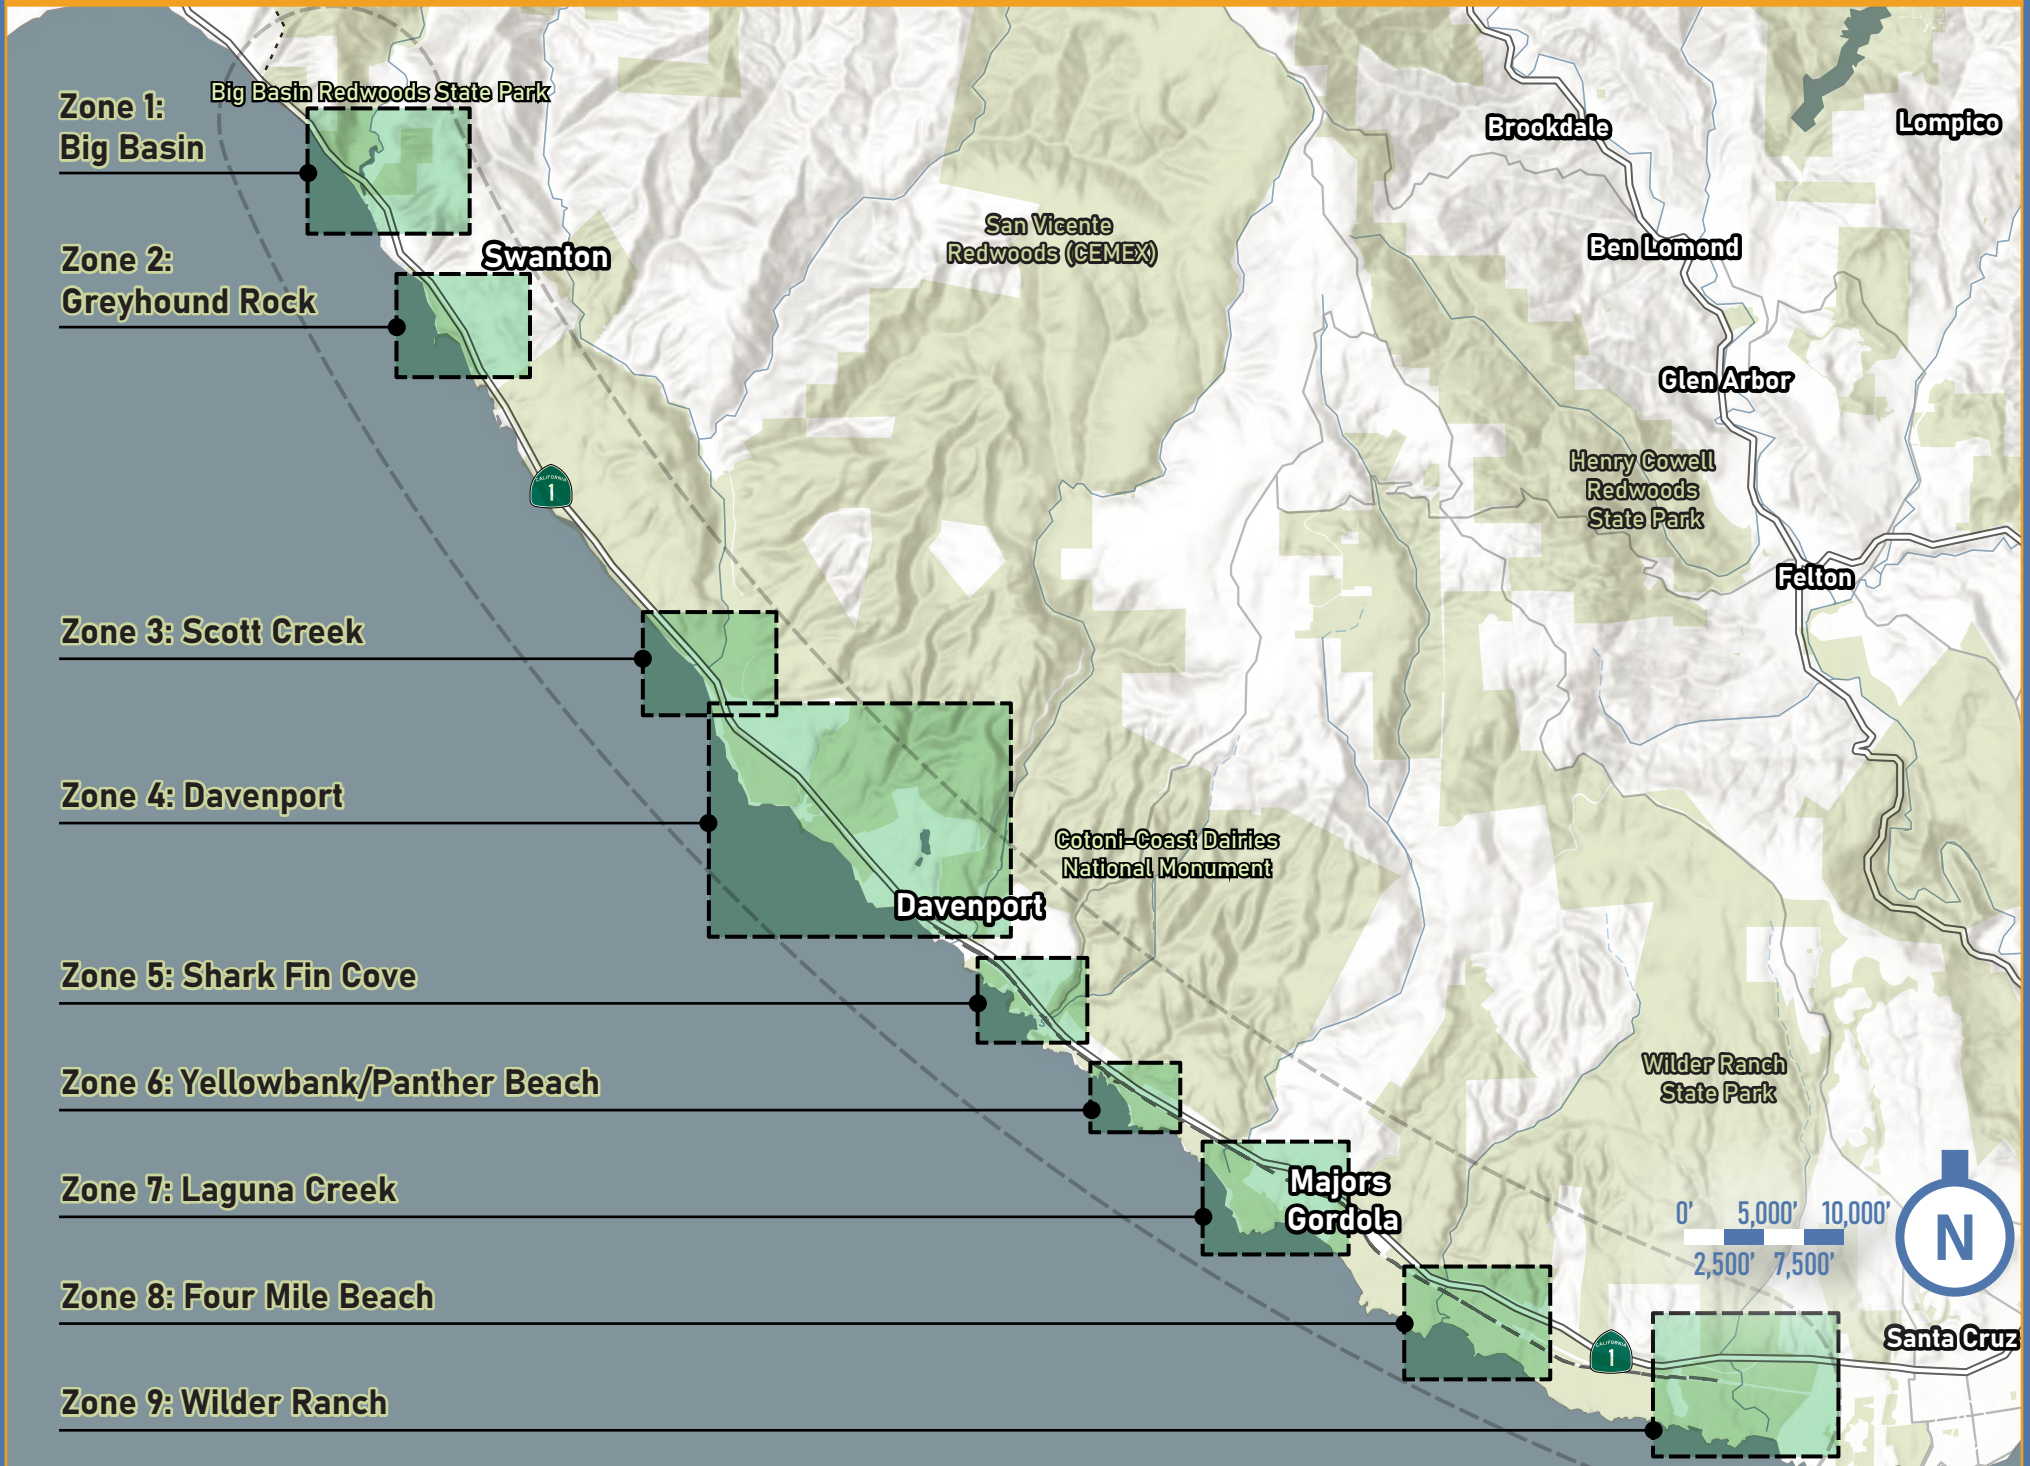 Zone 1:
Big Basin
Big Basin Redwoods State Park
Brookdale
Lompico
San Vicente
Redwoods (CEMEX)
Ben Lomond
Swanton
Zone 2:
Greyhound Rock
Glen Arbor
Henry Cowell
Redwoods
State Park
CALIFORNIA
1
Felton
Zone 3: Scott Creek
Zone 4: Davenport
Cotoni-Coast Dairies
National Monument
Davenport
Zone 5: Shark Fin Cove
Zone 6: Yellowbank/Panther Beach
Wilder Ranch
State Park
Zone 7: Laguna Creek
Majors
Gordola
0' 5,000' 10,000'
2,500' 7,500'
N
Zone 8: Four Mile Beach
CALIFORNIA
1
Santa Cruz
Zone 9: Wilder Ranch